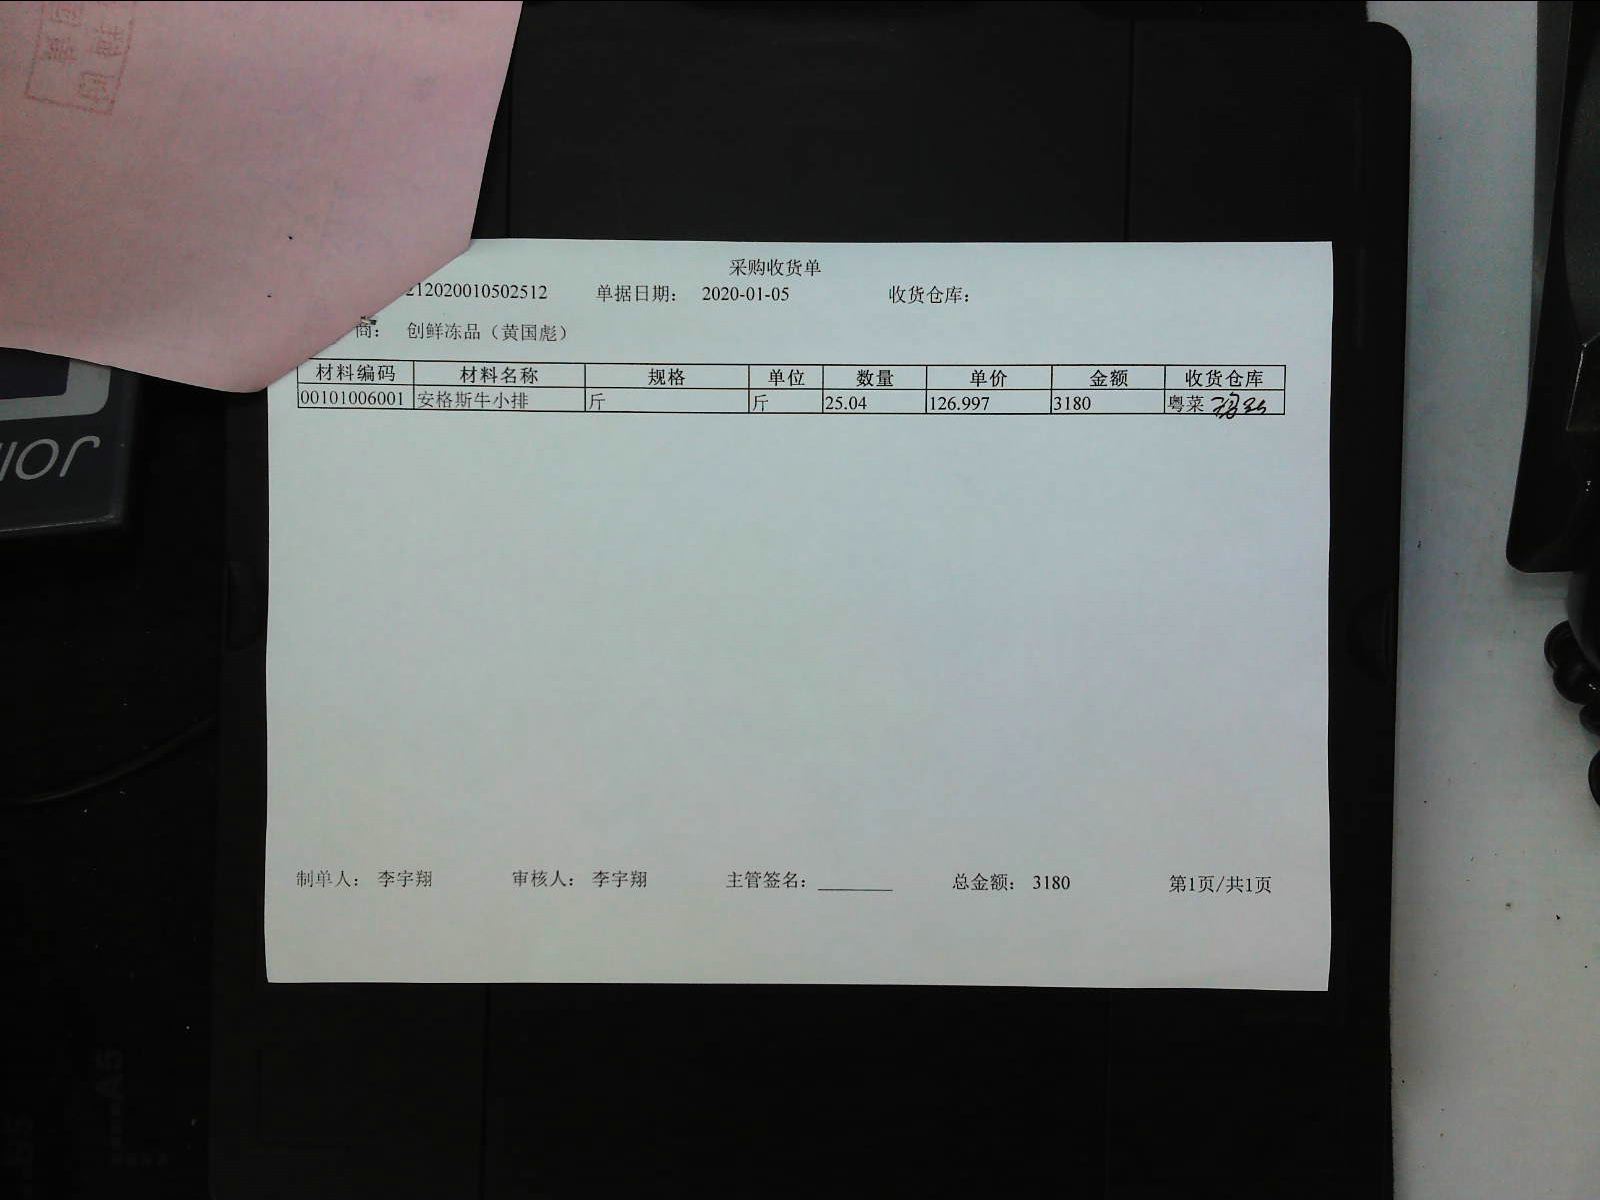 采购收货单
212020010502512 单据日期: 2020-01-05 收货仓库:
商: 创鲜冻品（黄国彪）
材料编码 材料名称 规格 单位 数量 单价 金额 收货仓库
00101006001 安格斯牛小排 斤 斤 25.04 126.997 3180 粤菜
制单人: 李宇翔 审核人: 李宇翔 主管签名: 总金额: 3180 第1页/共1页